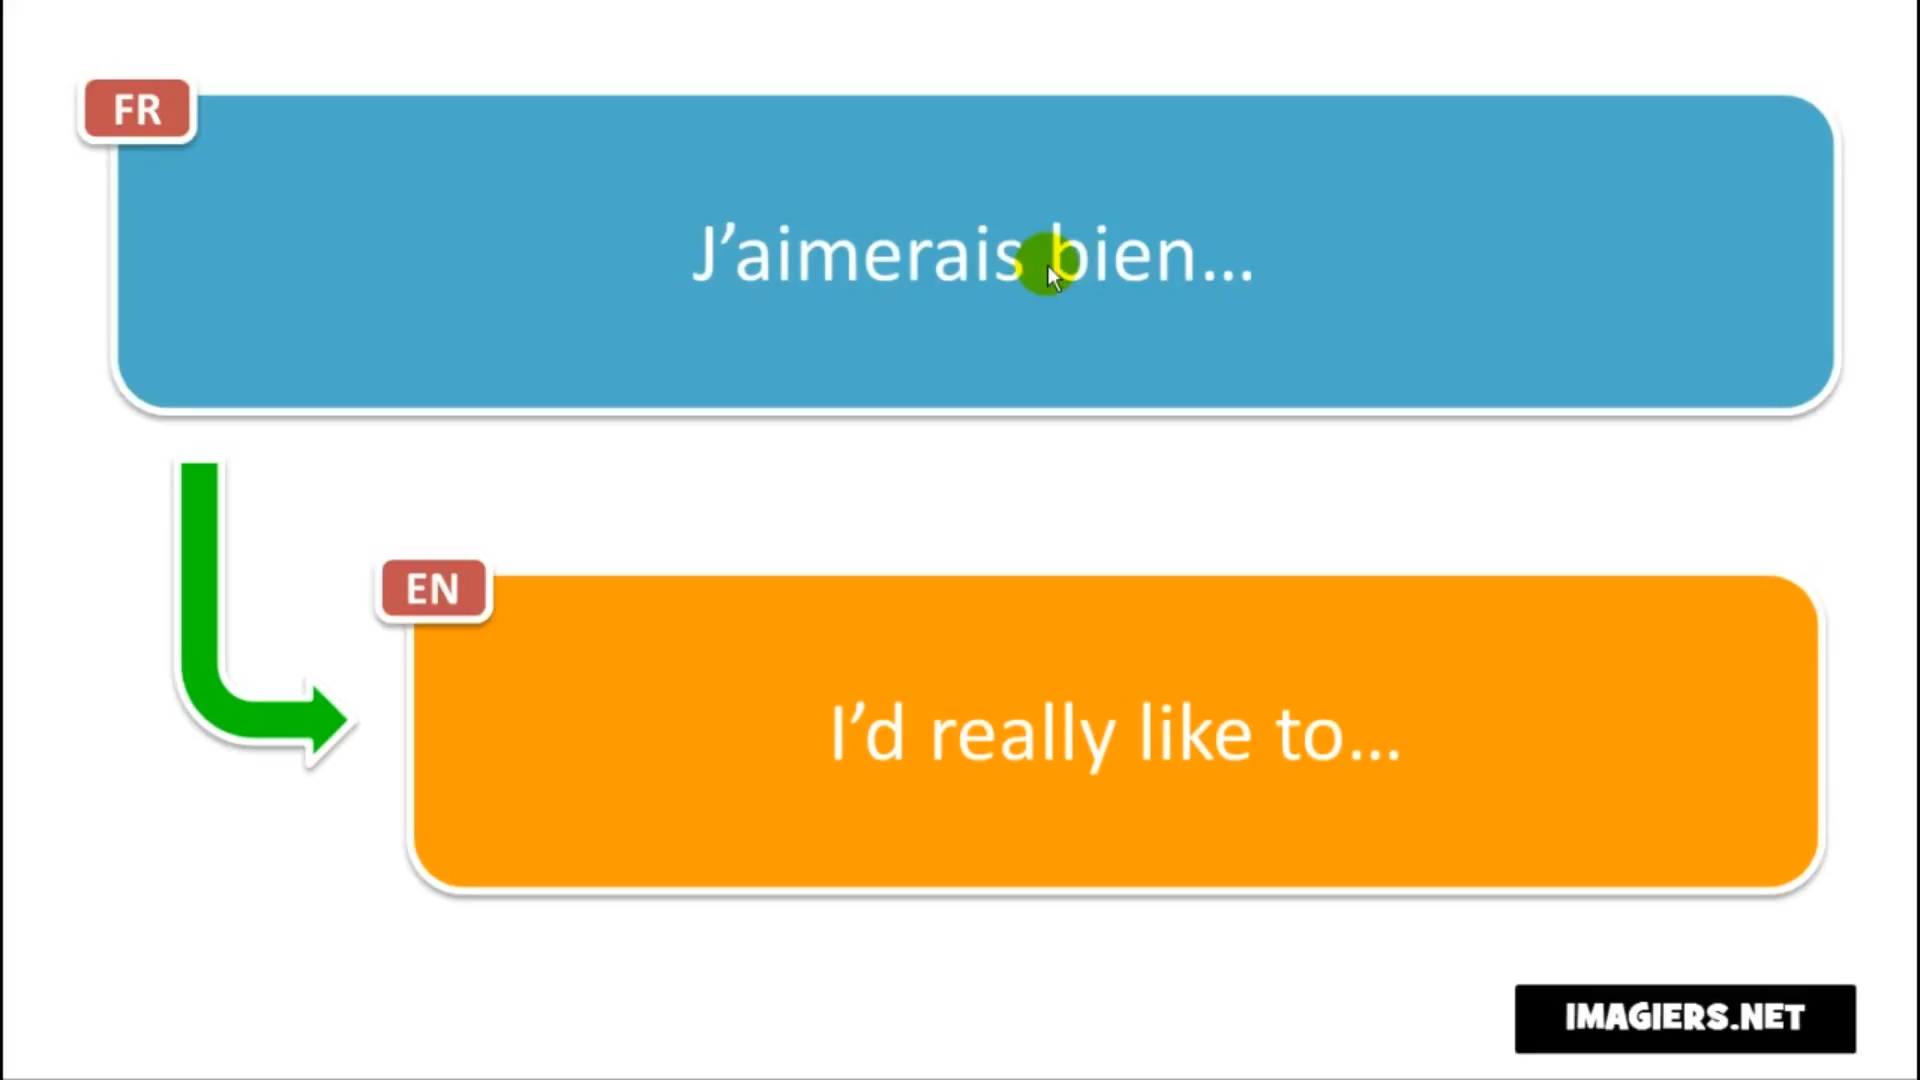 FR
J’aimerais bien…
EN
I’d really like to…
IMAGIERS.NET